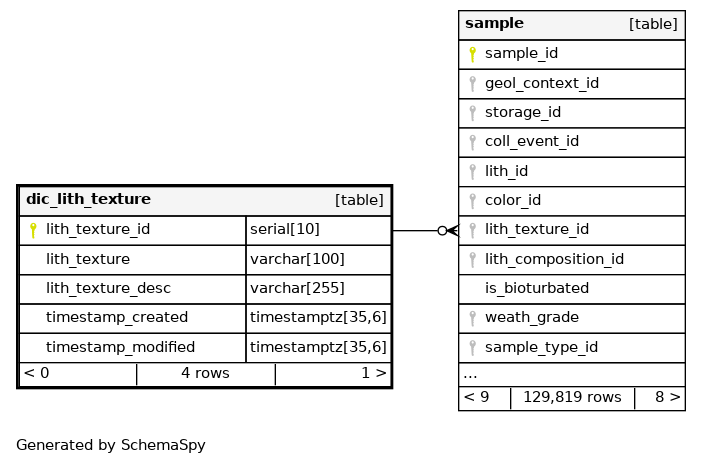 sample [table]
sample_id
geol_context_id
storage_id
coll_event_id
lith_id
color_id
lith_texture_id
lith_composition_id
is_bioturbated
weath_grade
sample_type_id
...
< 9 129,819 rows 8 >
dic_lith_texture [table]
lith_texture_id serial[10]
lith_texture varchar[100]
lith_texture_desc varchar[255]
timestamp_created timestamptz[35,6]
timestamp_modified timestamptz[35,6]
< 0 4 rows 1 >
Generated by SchemaSpy